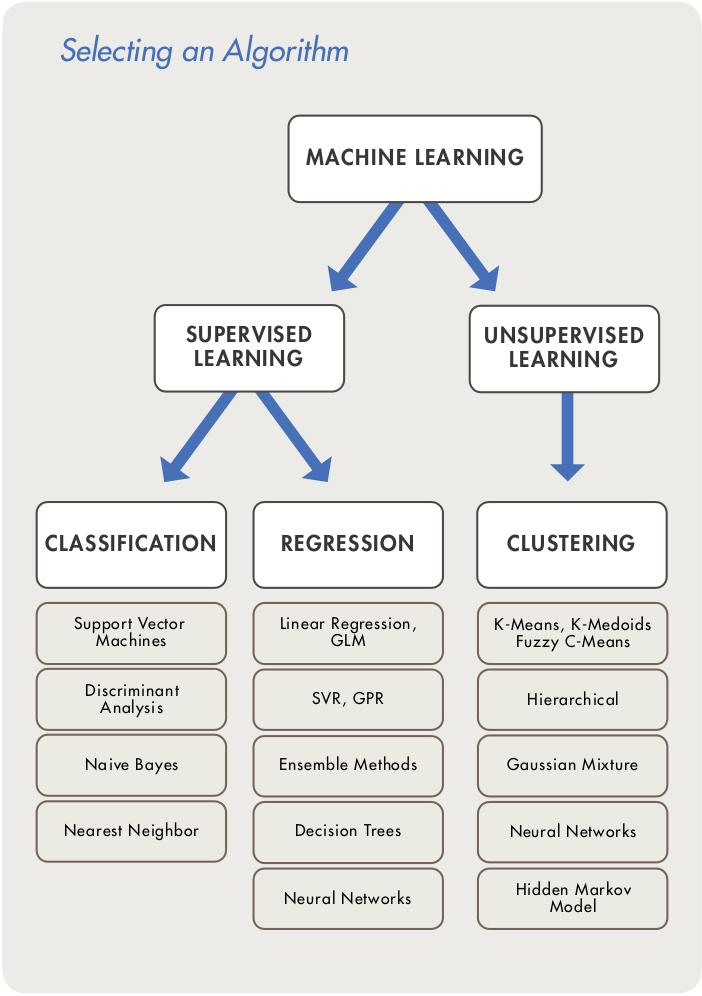 Selecting an Algorithm
MACHINE LEARNING
SUPERVISED
LEARNING
UNSUPERVISED
LEARNING
CLASSIFICATION
Support Vector
Machines
Discriminant
Analysis
Naive Bayes
Nearest Neighbor
REGRESSION
Linear Regression,
GLM
SVR, GPR
Ensemble Methods
Decision Trees
Neural Networks
CLUSTERING
K-Means, K-Medoids
Fuzzy C-Means
Hierarchical
Gaussian Mixture
Neural Networks
Hidden Markov
Model